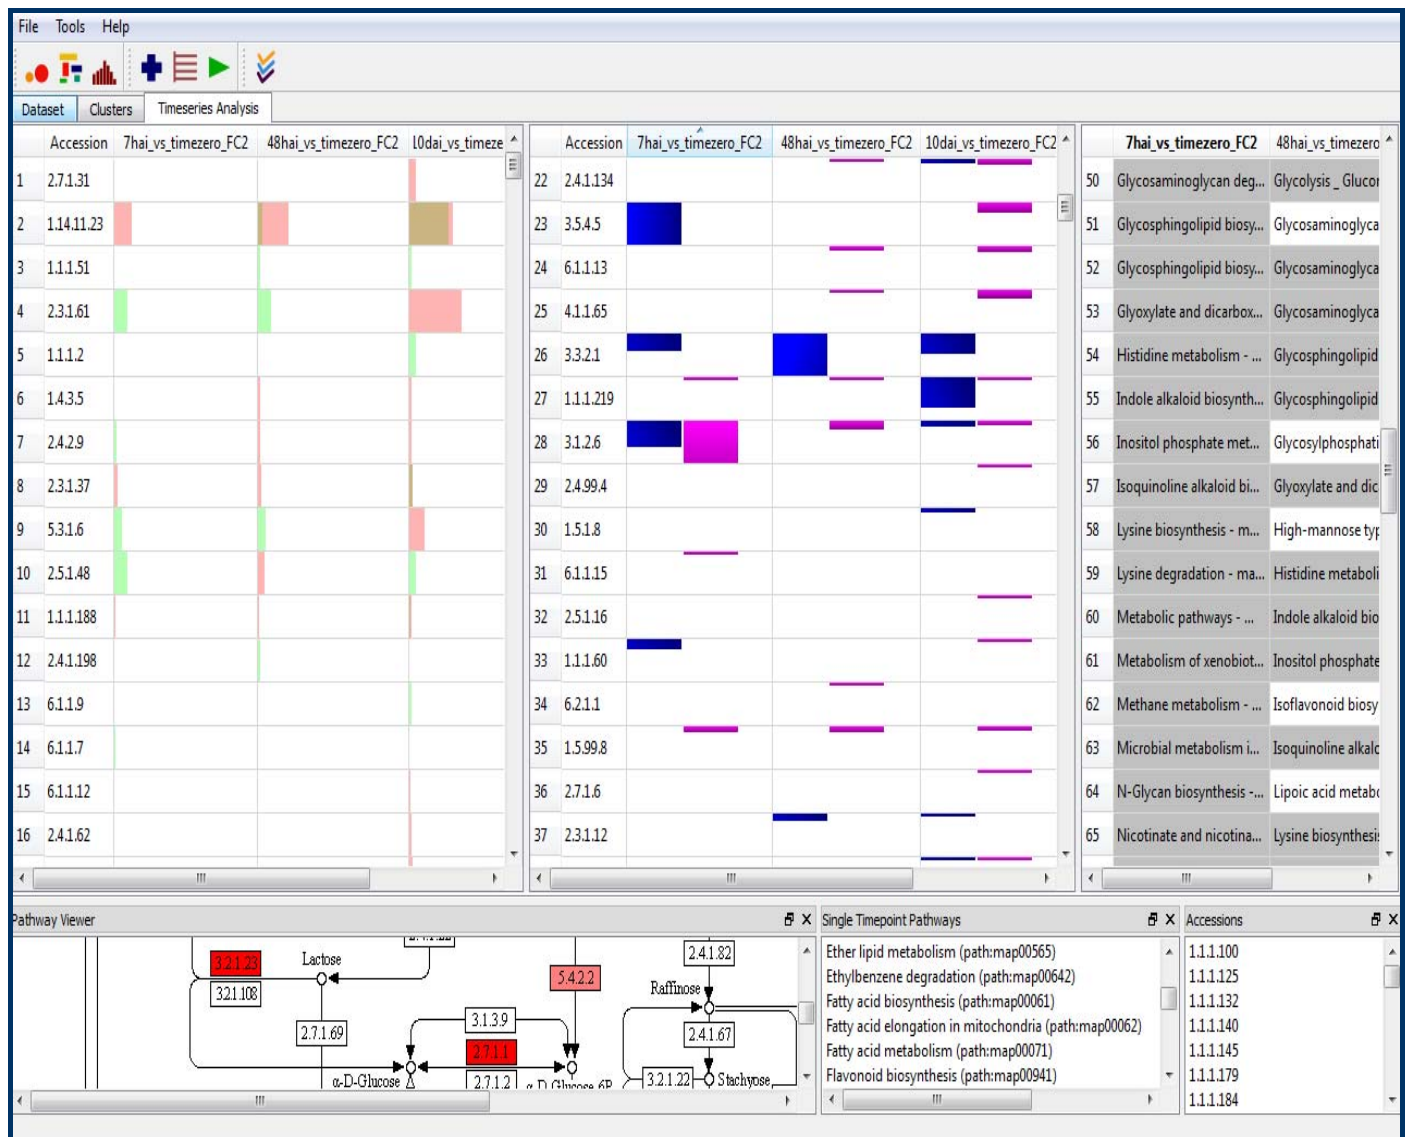 File Tools Help
Dataset Clusters Timeseries Analysis
Accession 7hai_vs_timezero_FC2 48hai_vs_timezero_FC2 10dai_vs_timeze
1 2.7.1.31
2 1.14.11.23
3 1.1.1.51
4 2.3.1.61
5 1.1.1.2
6 1.4.3.5
7 2.4.2.9
8 2.3.1.37
9 5.3.1.6
10 2.5.1.48
11 1.1.1.188
12 2.4.1.198
13 6.1.1.9
14 6.1.1.7
15 6.1.1.12
16 2.4.1.62
Accession 7hai_vs_timezero_FC2 48hai_vs_timezero_FC2 10dai_vs_timezero_FC2
22 2.4.1.134
23 3.5.4.5
24 6.1.1.13
25 4.1.1.65
26 3.3.2.1
27 1.1.1.219
28 3.1.2.6
29 2.4.99.4
30 1.5.1.8
31 6.1.1.15
32 2.5.1.16
33 1.1.1.60
34 6.2.1.1
35 1.5.99.8
36 2.7.1.6
37 2.3.1.12
7hai_vs_timezero_FC2 48hai_vs_timezero
50 Glycosaminoglycan deg... Glycolysis _ Glucon
51 Glycosphingolipid biosy... Glycosaminoglyca
52 Glycosphingolipid biosy... Glycosaminoglyca
53 Glyoxylate and dicarbox... Glycosaminoglyca
54 Histidine metabolism - ... Glycosphingolipid
55 Indole alkaloid biosynth... Glycosphingolipid
56 Inositol phosphate met... Glycosylphosphati
57 Isoquinoline alkaloid bi... Glyoxylate and dic
58 Lysine biosynthesis - m... High-mannose typ
59 Lysine degradation - ma... Histidine metaboli
60 Metabolic pathways - ... Indole alkaloid bio
61 Metabolism of xenobiot... Inositol phosphate
62 Methane metabolism - ... Isoflavonoid biosy
63 Microbial metabolism i... Isoquinoline alkalo
64 N-Glycan biosynthesis -... Lipoic acid metabo
65 Nicotinate and nicotina... Lysine biosynthesis
Pathway Viewer
3.2.1.23
Lactose
3.2.1.108
2.7.1.69
5.4.2.2
2.4.1.82
Raffinose
3.1.3.9
2.4.1.67
2.7.1.1
α-D-Glucose
2.7.1.2
α-D-Glucose-6P
3.2.1.22
Stachyose
Single Timepoint Pathways
Ether lipid metabolism (path:map00565)
Ethylbenzene degradation (path:map00642)
Fatty acid biosynthesis (path:map00061)
Fatty acid elongation in mitochondria (path:map00062)
Fatty acid metabolism (path:map00071)
Flavonoid biosynthesis (path:map00941)
Accessions
1.1.1.100
1.1.1.125
1.1.1.132
1.1.1.140
1.1.1.145
1.1.1.179
1.1.1.184